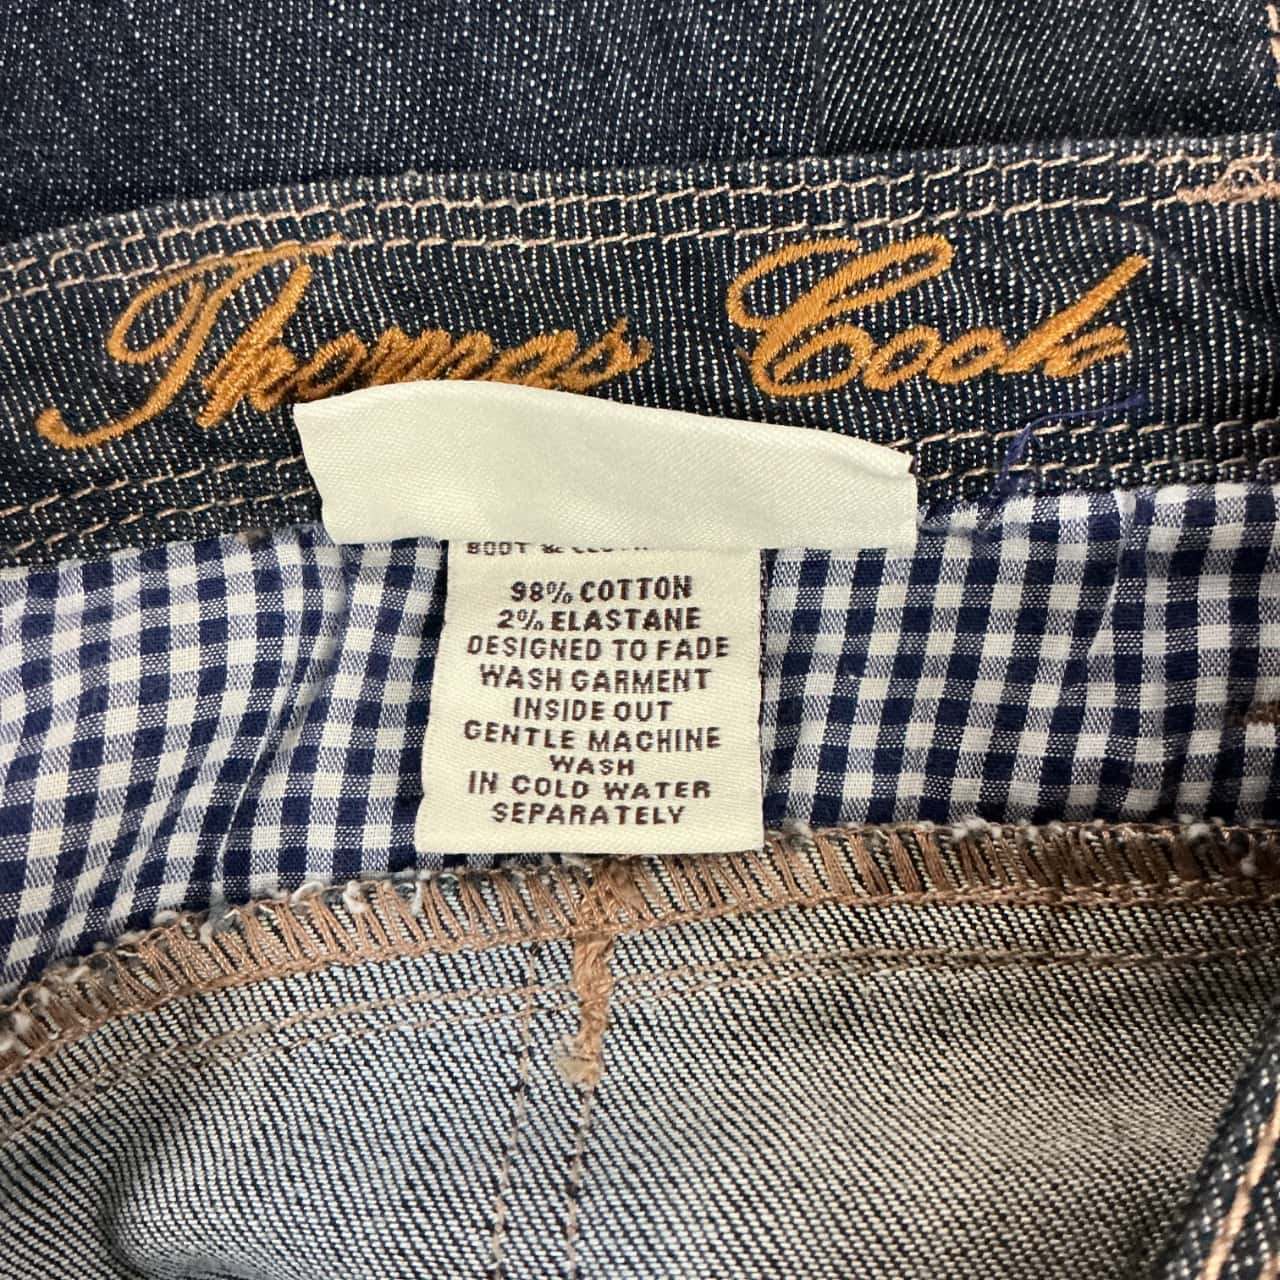 Thomas Cook
BOOT &
98% COTTON
2% ELASTANE
DESIGNED TO FADE
WASH GARMENT
INSIDE OUT
GENTLE MACHINE
WASH
IN COLD WATER
SEPARATELY